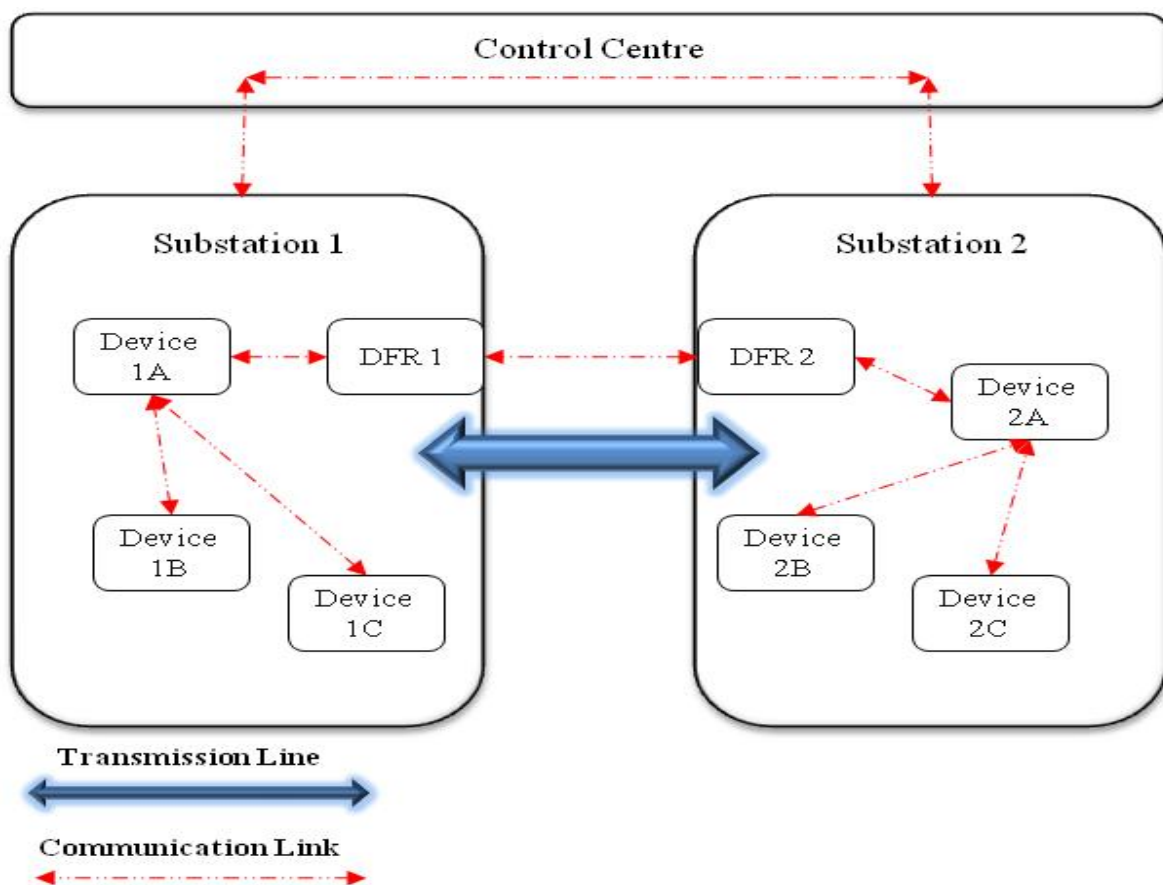 Control Centre
Substation 1
Substation 2
Device
1A
DFR 1
DFR 2
Device
2A
Device
1B
Device
1C
Device
2B
Device
2C
Transmission Line
Communication Link